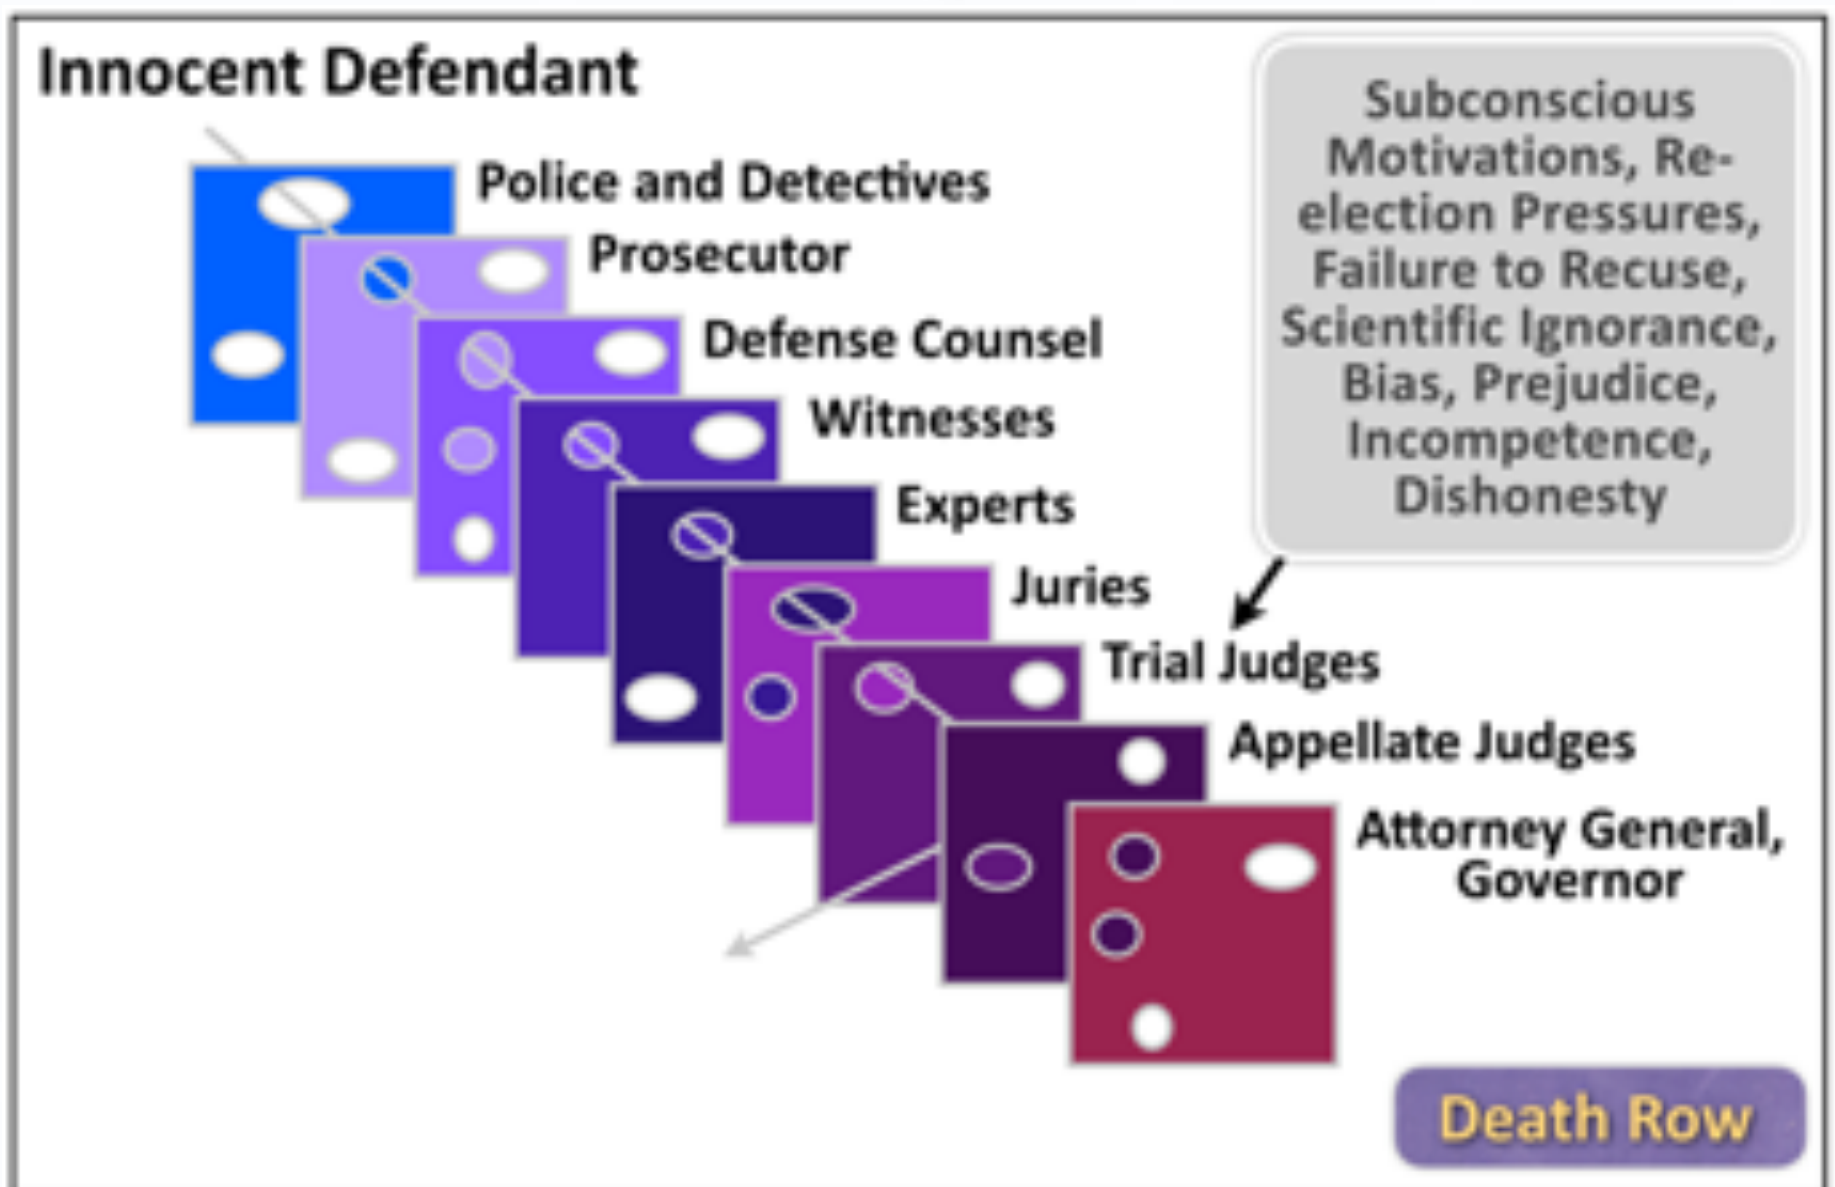 Innocent Defendant
Police and Detectives
Prosecutor
Defense Counsel
Witnesses
Experts
Juries
Trial Judges
Appellate Judges
Attorney General,
Governor
Subconscious
Motivations, Re-
election Pressures,
Failure to Recuse,
Scientific Ignorance,
Bias, Prejudice,
Incompetence,
Dishonesty
Death Row